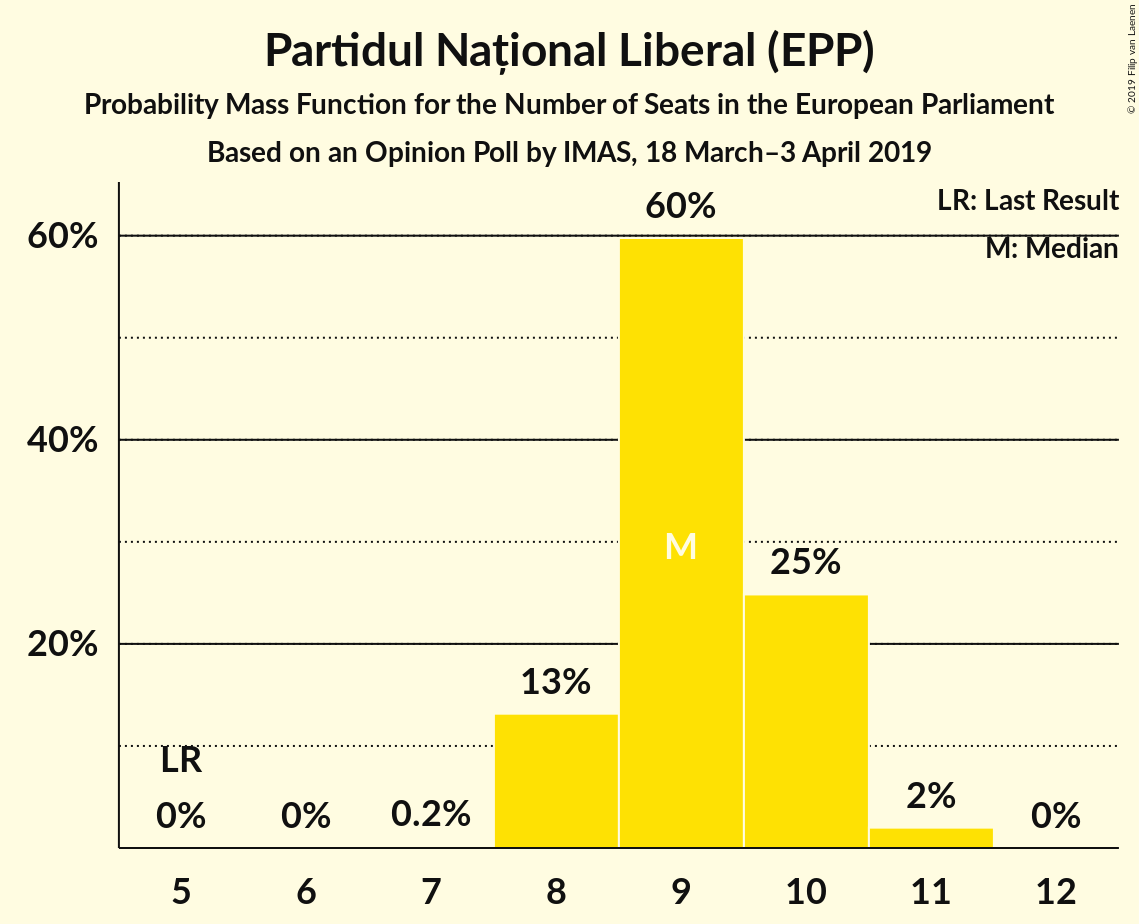 Partidul Național Liberal (EPP)
Probability Mass Function for the Number of Seats in the European Parliament
Based on an Opinion Poll by IMAS, 18 March–3 April 2019
© 2019 Filip van Laenen
LR: Last Result
M: Median
60%
40%
20%
LR
0%
0%
0.2%
13%
60%
M
25%
2%
0%
5 6 7 8 9 10 11 12